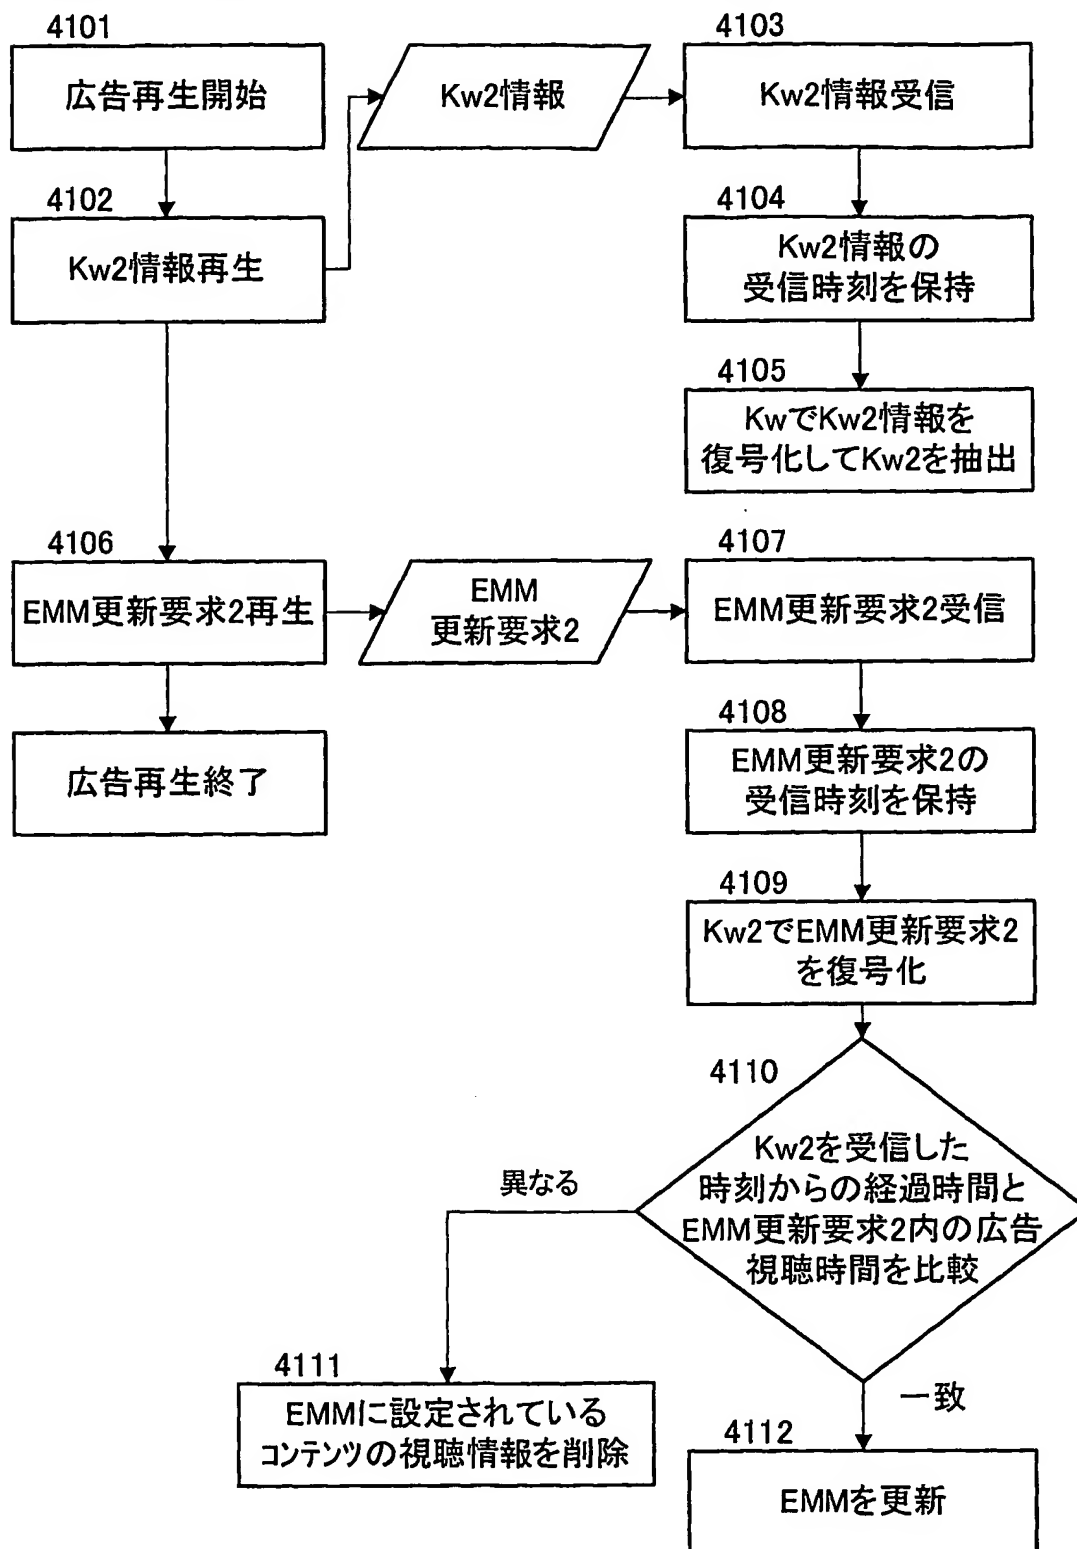 4101
広告再生開始
Kw2情報
4103
Kw2情報受信
4102
Kw2情報再生
4104
Kw2情報の
受信時刻を保持
4105
KwでKw2情報を
復号化してKw2を抽出
4106
EMM更新要求2再生
EMM
更新要求2
4107
EMM更新要求2受信
広告再生終了
4108
EMM更新要求2の
受信時刻を保持
4109
Kw2でEMM更新要求2
を復号化
4110
Kw2を受信した
時刻からの経過時間と
EMM更新要求2内の広告
視聴時間を比較
異なる
4111
EMMに設定されている
コンテンツの視聴情報を削除
一致
4112
EMMを更新